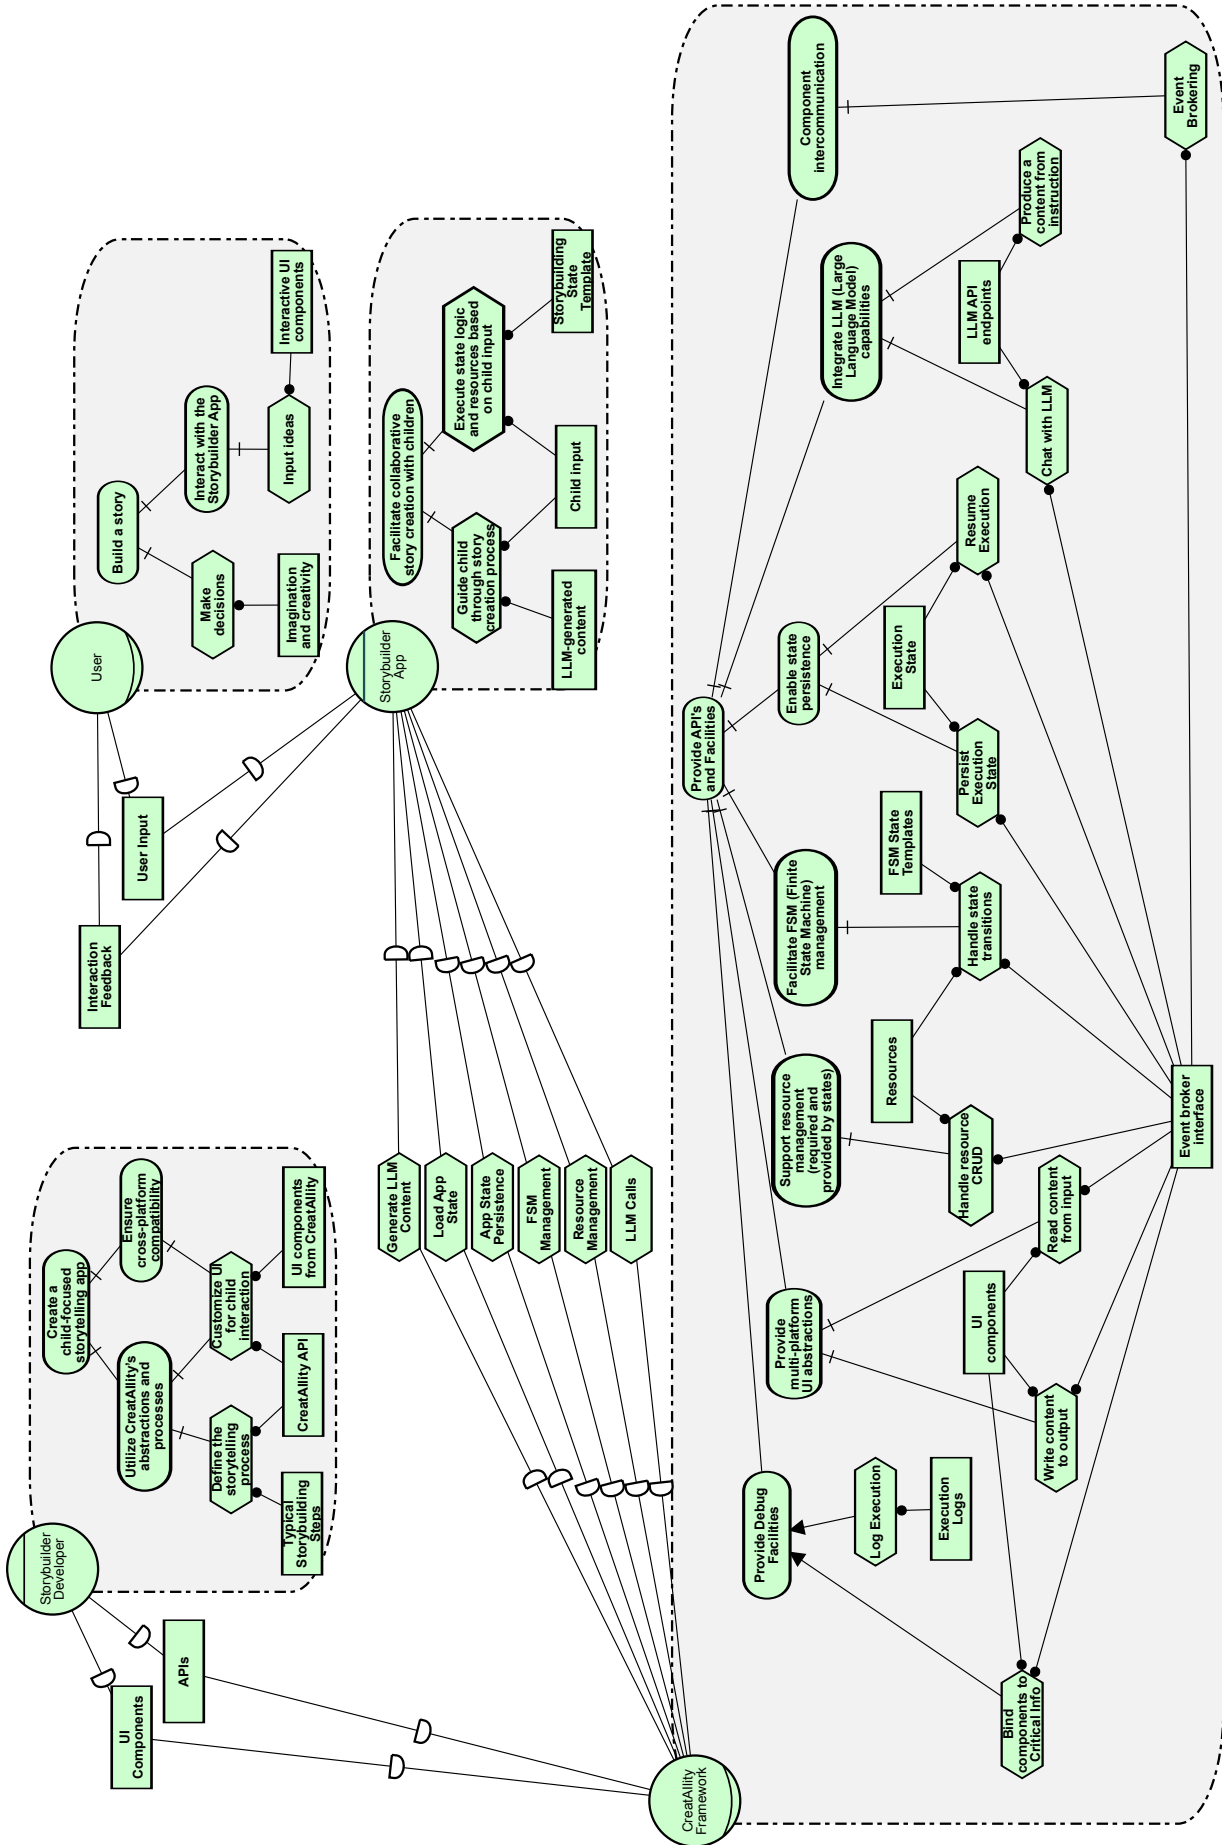 Storybuilder
Developer
Create a
child-focused
storytelling app
Utilize CreatAIlity's
abstractions and
processes
Ensure
cross-platform
compatibility
Define the
storytelling
process
Customize UI
for child
interaction
Typical
Storybuilding
Steps
CreatAIlity API
UI components
from CreatAIlity
UI
Components
APIs
Interaction
Feedback
User Input
User
Build a story
Make
decisions
Interact with the
Storybuilder App
Imagination
and creativity
Input ideas
Interactive UI
components
Storybuilder
App
Facilitate collaborative
story creation with children
Guide child
through story
creation process
Execute state logic
and resources based
on child input
LLM-generated
content
Child input
Storybuilding
State
Template
Generate LLM
Content
Load App
State
App State
Persistence
FSM
Management
Resource
Management
LLM Calls
CreatAIlity
Framework
Provide API's
and Facilities
Provide Debug
Facilities
Provide
multi-platform
UI abstractions
Support resource
management
(required and
provided by states)
Facilitate FSM (Finite
State Machine)
management
Enable state
persistence
Integrate LLM (Large
Language Model)
capabilities
Component
intercommunication
Log Execution
Execution
Logs
UI
components
Resources
FSM State
Templates
Execution
State
LLM API
endpoints
Bind
components to
Critical Info
Write content
to output
Read content
from input
Handle resource
CRUD
Handle state
transitions
Persist
Execution
State
Resume
Execution
Chat with LLM
Produce a
content from
instruction
Event
Brokering
Event broker
interface